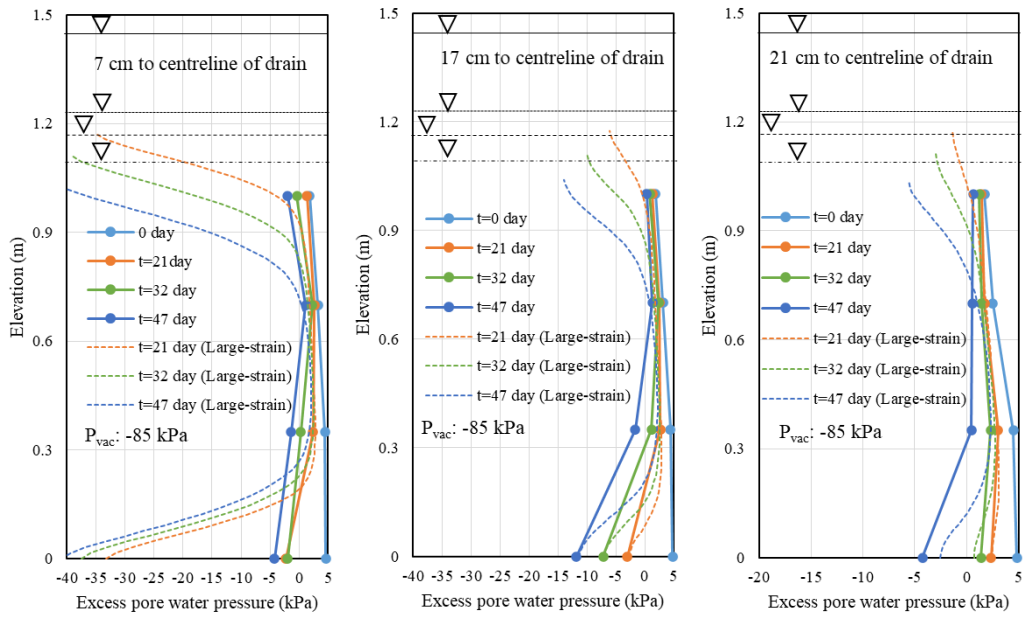 1.5
1.2
0.9
0.6
0.3
0
Elevation (m)
7 cm to centreline of drain
0 day
t=21day
t=32 day
t=47 day
t=21 day (Large-strain)
t=32 day (Large-strain)
t=47 day (Large-strain)
Pvac: -85 kPa
-40 -35 -30 -25 -20 -15 -10 -5 0 5
Excess pore water pressure (kPa)
1.5
1.2
0.9
0.6
0.3
0
Elevation (m)
17 cm to centreline of drain
t=0 day
t=21 day
t=32 day
t=47 day
t=21 day (Large-strain)
t=32 day (Large-strain)
t=47 day (Large-strain)
Pvac: -85 kPa
-40 -35 -30 -25 -20 -15 -10 -5 0 5
Excess pore water pressure (kPa)
1.5
1.2
0.9
0.6
0.3
0
Elevation (m)
21 cm to centreline of drain
t=0 day
t=21 day
t=32 day
t=47 day
t=21 day (Large-strain)
t=32 day (Large-strain)
t=47 day (Large-strain)
Pvac: -85 kPa
-20 -15 -10 -5 0 5
Excess pore water pressure (kPa)